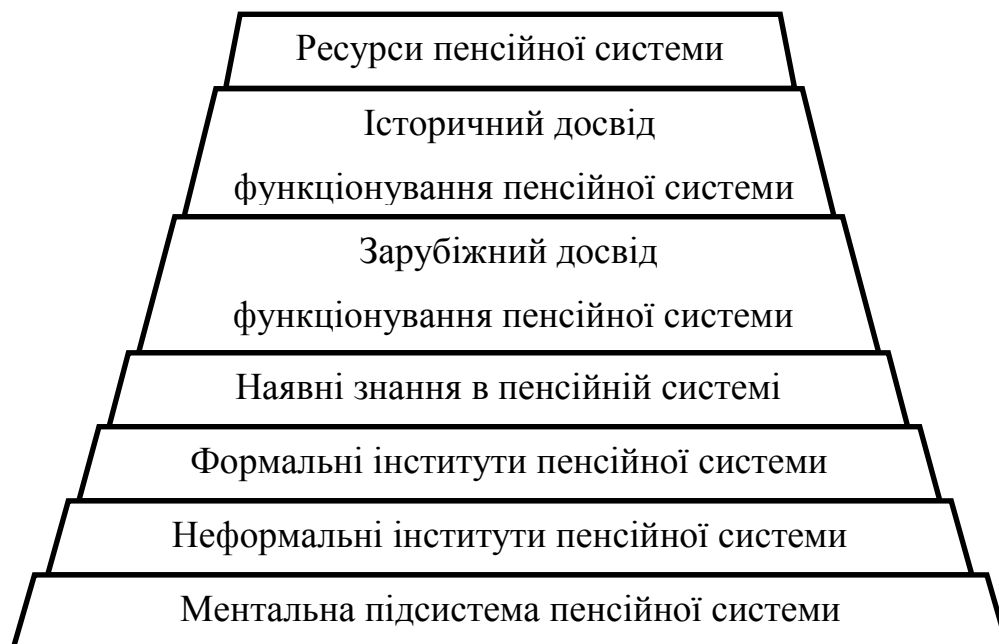 Ресурси пенсійної системи
Історичний досвід
функціонування пенсійної системи
Зарубіжний досвід
функціонування пенсійної системи
Наявні знання в пенсійній системі
Формальні інститути пенсійної системи
Неформальні інститути пенсійної системи
Ментальна підсистема пенсійної системи